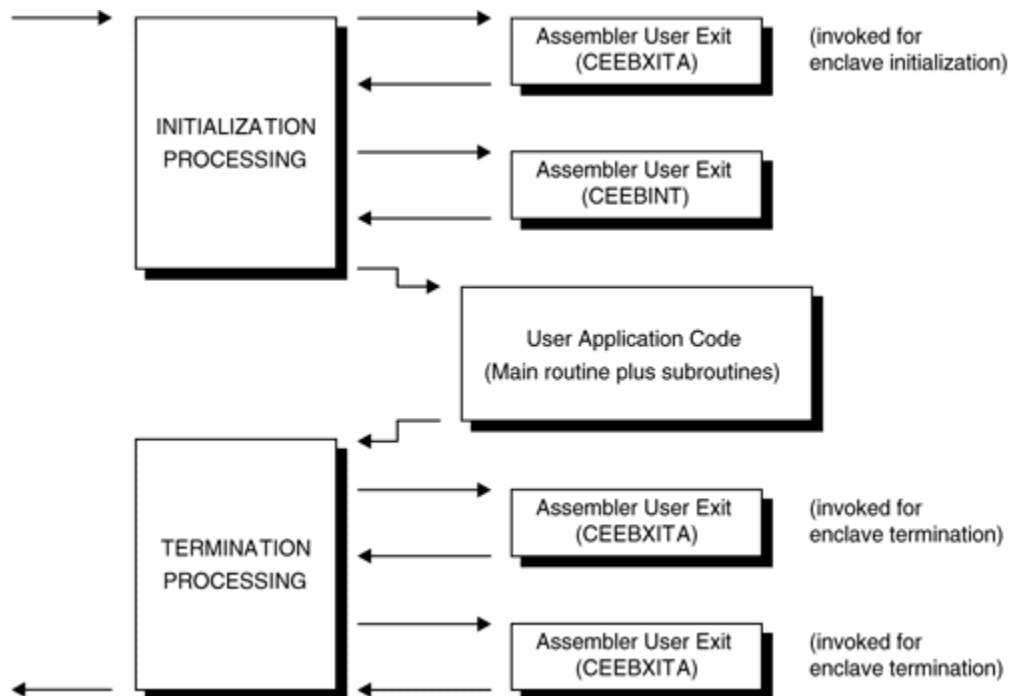 Assembler User Exit
(CEEBXITA)
(invoked for
enclave initialization)
INITIALIZATION
PROCESSING
Assembler User Exit
(CEEBINT)
User Application Code
(Main routine plus subroutines)
Assembler User Exit
(CEEBXITA)
(invoked for
enclave termination)
TERMINATION
PROCESSING
Assembler User Exit
(CEEBXITA)
(invoked for
enclave termination)